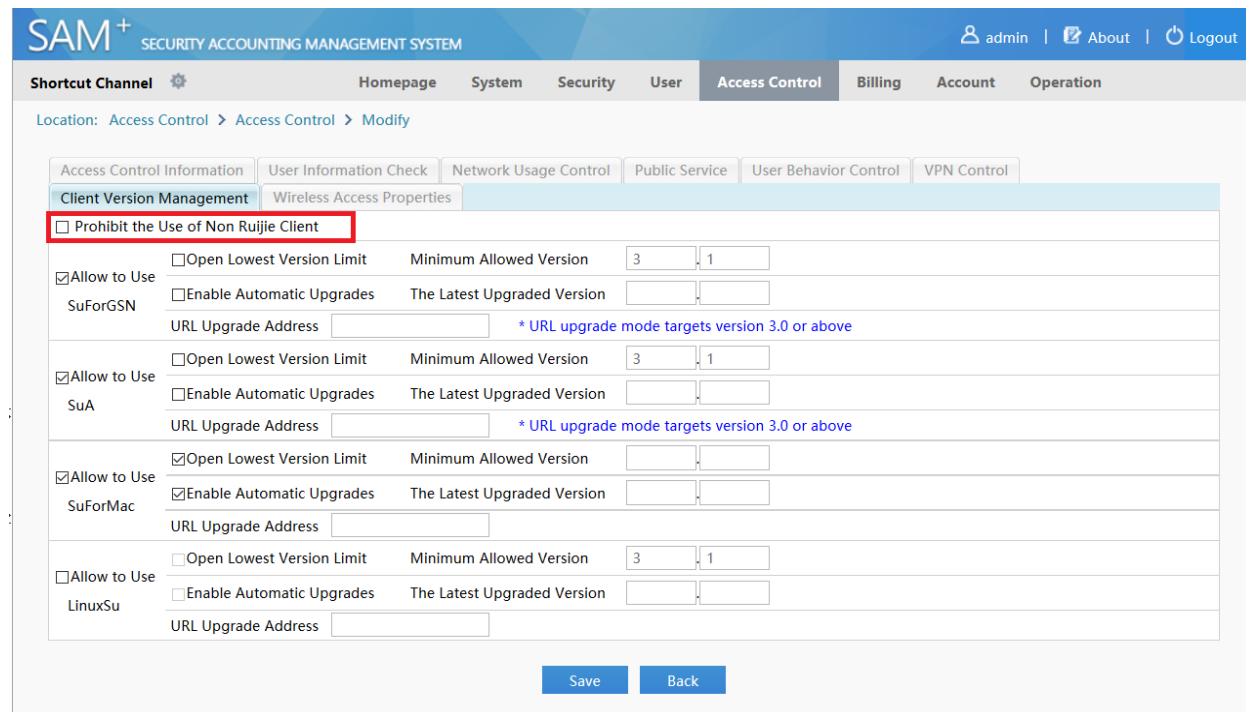 SAM+ SECURITY ACCOUNTING MANAGEMENT SYSTEM admin | About | Logout
Shortcut Channel Homepage System Security User Access Control Billing Account Operation
Location: Access Control > Access Control > Modify
Access Control Information User Information Check Network Usage Control Public Service User Behavior Control VPN Control
Client Version Management Wireless Access Properties
Prohibit the Use of Non Ruijie Client
Allow to Use SuForGSN
Open Lowest Version Limit Minimum Allowed Version 3 . 1
Enable Automatic Upgrades The Latest Upgraded Version .
URL Upgrade Address * URL upgrade mode targets version 3.0 or above
Allow to Use SuA
Open Lowest Version Limit Minimum Allowed Version 3 . 1
Enable Automatic Upgrades The Latest Upgraded Version .
URL Upgrade Address * URL upgrade mode targets version 3.0 or above
Allow to Use SuForMac
Open Lowest Version Limit Minimum Allowed Version .
Enable Automatic Upgrades The Latest Upgraded Version .
URL Upgrade Address
Allow to Use LinuxSu
Open Lowest Version Limit Minimum Allowed Version 3 . 1
Enable Automatic Upgrades The Latest Upgraded Version .
URL Upgrade Address
Save Back